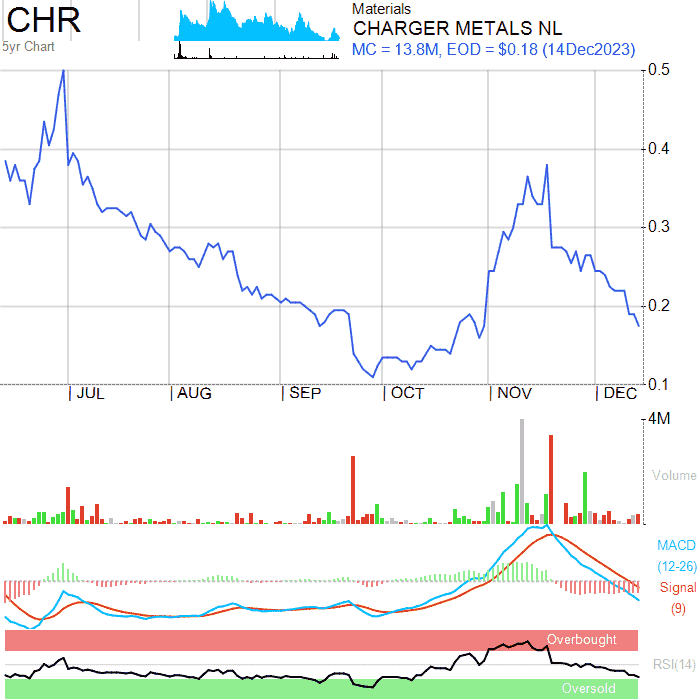 CHR
5yr Chart
Materials
CHARGER METALS NL
MC = 13.8M, EOD = $0.18 (14Dec2023)
0.5
0.4
0.3
0.2
0.1
JUL AUG SEP OCT NOV DEC
4M
Volume
MACD
(12-26)
Signal
(9)
Overbought
RSI(14)
Oversold